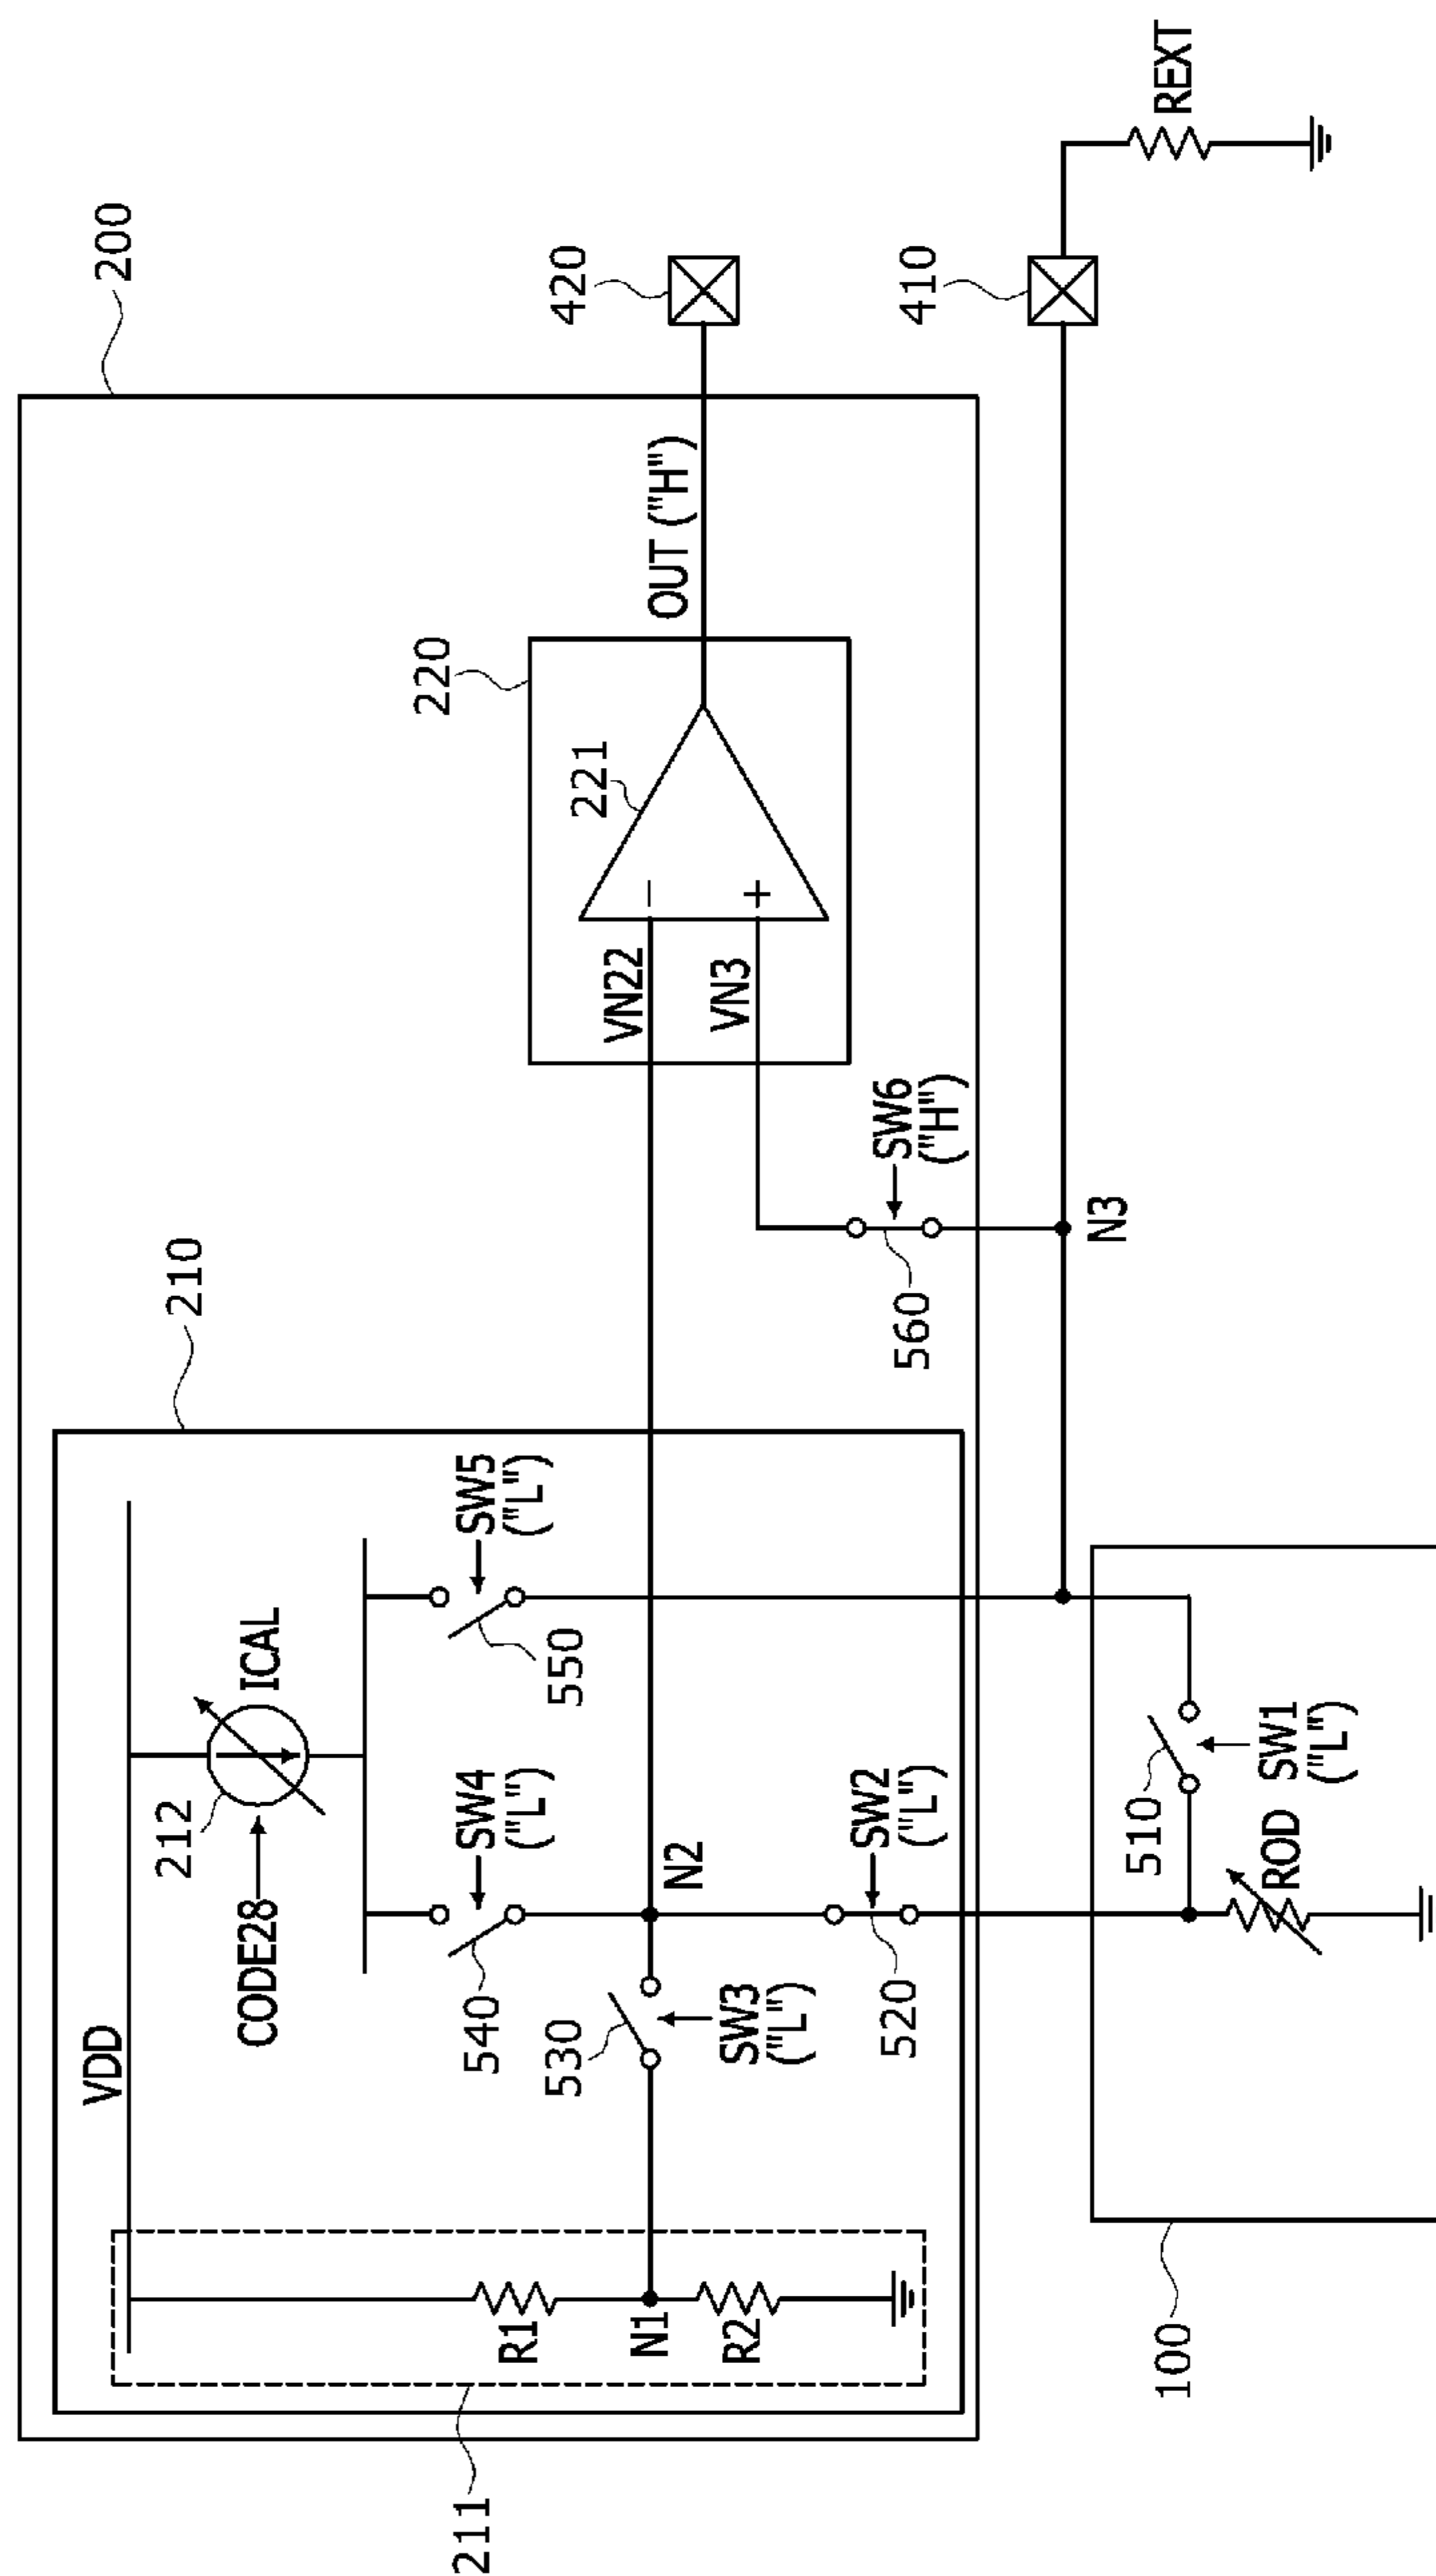 200
210
VDD
CODE28
212
ICAL
SW4
("L")
540
SW5
("L")
550
220
221
VN22
VN3
OUT ("H")
420
R1
N1
R2
530
SW3
("L")
N2
SW2
("L")
520
211
SW6
("H")
560
N3
410
REXT
100
510
SW1
("L")
ROD